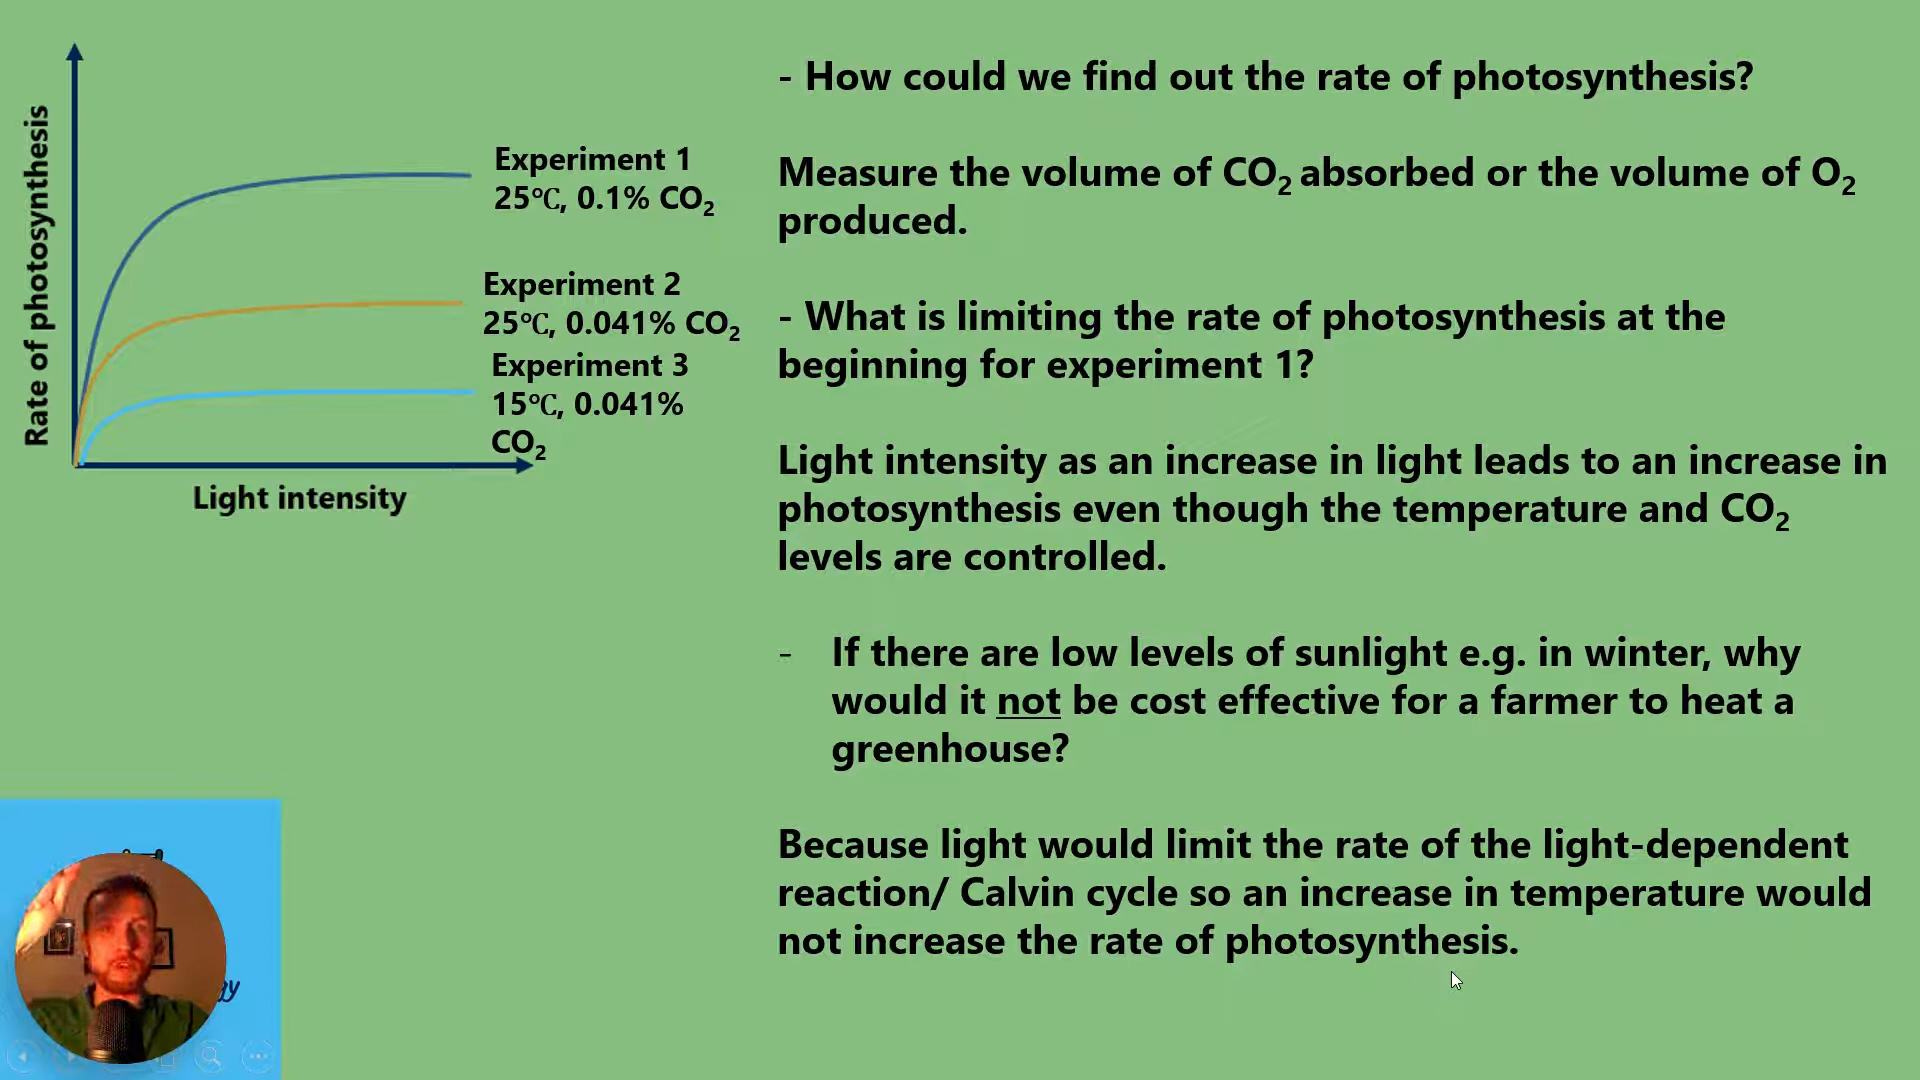 Rate of photosynthesis
Experiment 1
25℃, 0.1% CO₂
Experiment 2
25℃, 0.041% CO₂
Experiment 3
15℃, 0.041%
CO₂
Light intensity
- How could we find out the rate of photosynthesis?
Measure the volume of CO₂ absorbed or the volume of O₂
produced.
- What is limiting the rate of photosynthesis at the
beginning for experiment 1?
Light intensity as an increase in light leads to an increase in
photosynthesis even though the temperature and CO₂
levels are controlled.
- If there are low levels of sunlight e.g. in winter, why
would it not be cost effective for a farmer to heat a
greenhouse?
Because light would limit the rate of the light-dependent
reaction/ Calvin cycle so an increase in temperature would
not increase the rate of photosynthesis.